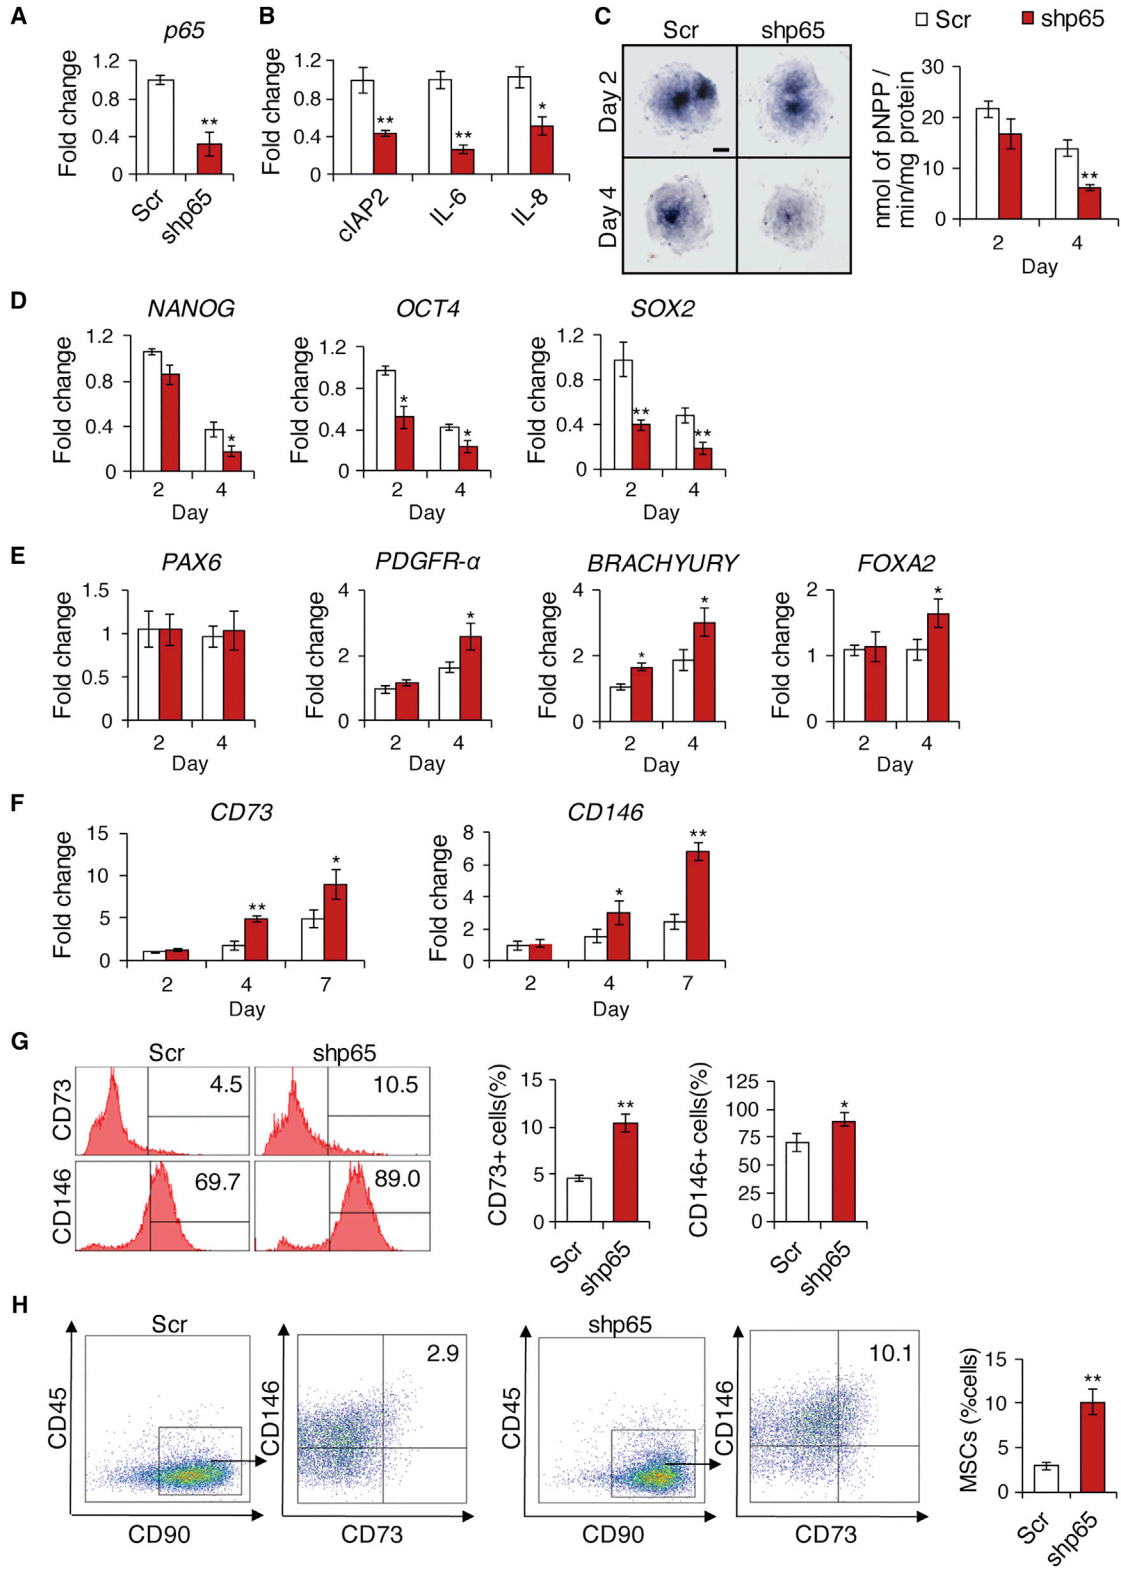 A
p65
Fold change
1.2
0.8
0.4
0
**
Scr
shp65
B
Fold change
1.2
0.8
0.4
0
**
**
*
cIAP2
IL-6
IL-8
C
Scr
shp65
Day 2
Day 4
Scr
shp65
nmol of pNPP /
min/mg protein
30
20
10
0
**
2
4
Day
D
NANOG
Fold change
1.2
0.8
0.4
0
*
2
4
Day
OCT4
Fold change
1.2
0.8
0.4
0
*
*
2
4
Day
SOX2
Fold change
1.2
0.8
0.4
0
**
**
2
4
Day
E
PAX6
Fold change
1.5
1
0.5
0
2
4
Day
PDGFR-α
Fold change
4
2
0
*
2
4
Day
BRACHYURY
Fold change
4
2
0
*
*
2
4
Day
FOXA2
Fold change
2
1
0
*
2
4
Day
F
CD73
Fold change
15
10
5
0
**
*
2
4
7
Day
CD146
Fold change
8
6
4
2
0
*
**
2
4
7
Day
G
Scr
shp65
CD73
4.5
10.5
CD146
69.7
89.0
CD73+ cells(%)
15
10
5
0
**
Scr
shp65
CD146+ cells(%)
125
100
75
50
25
0
*
Scr
shp65
H
Scr
CD45
CD90
CD146
2.9
CD73
shp65
CD45
CD90
CD146
10.1
CD73
MSCs (%cells)
15
10
5
0
**
Scr
shp65